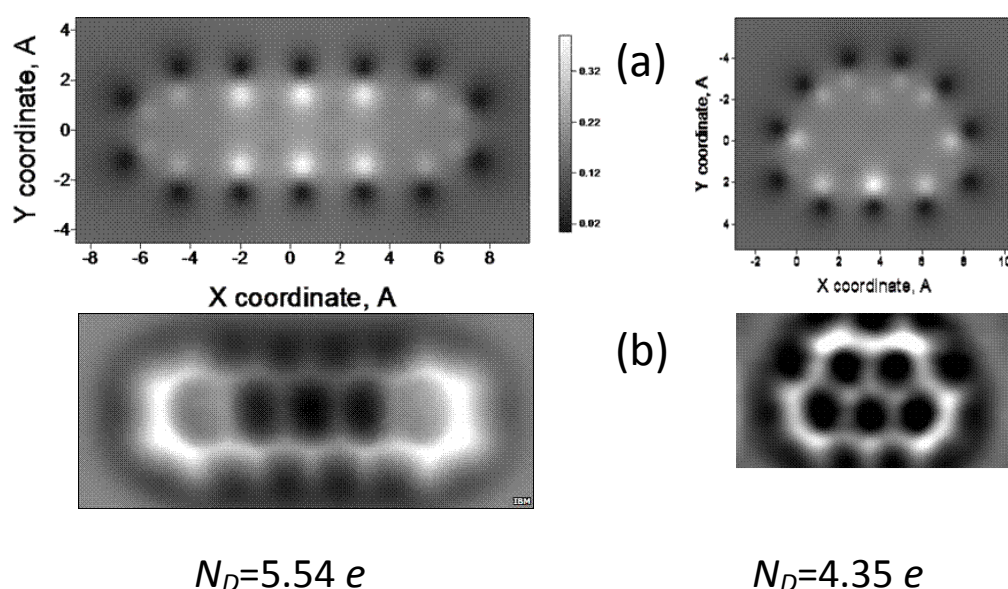 4
2
0
-2
-4
Y coordinate, A
-8 -6 -4 -2 0 2 4 6 8
X coordinate, A
0.32
0.22
0.12
0.02
(a)
-4
-2
0
2
4
Y coordinate, A
-2 0 2 4 6 8 10
X coordinate, A
(b)
IBM
N_D=5.54 e
N_D=4.35 e